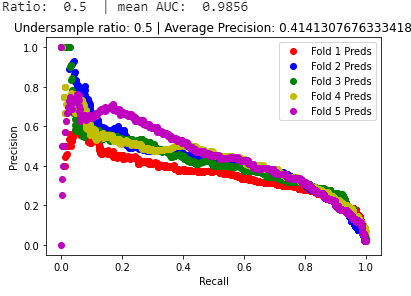 Ratio: 0.5 | mean AUC: 0.9856
Undersample ratio: 0.5 | Average Precision: 0.4141307676333418
1.0
0.8
0.6
0.4
0.2
0.0
Precision
Fold 1 Preds
Fold 2 Preds
Fold 3 Preds
Fold 4 Preds
Fold 5 Preds
0.0 0.2 0.4 0.6 0.8 1.0
Recall